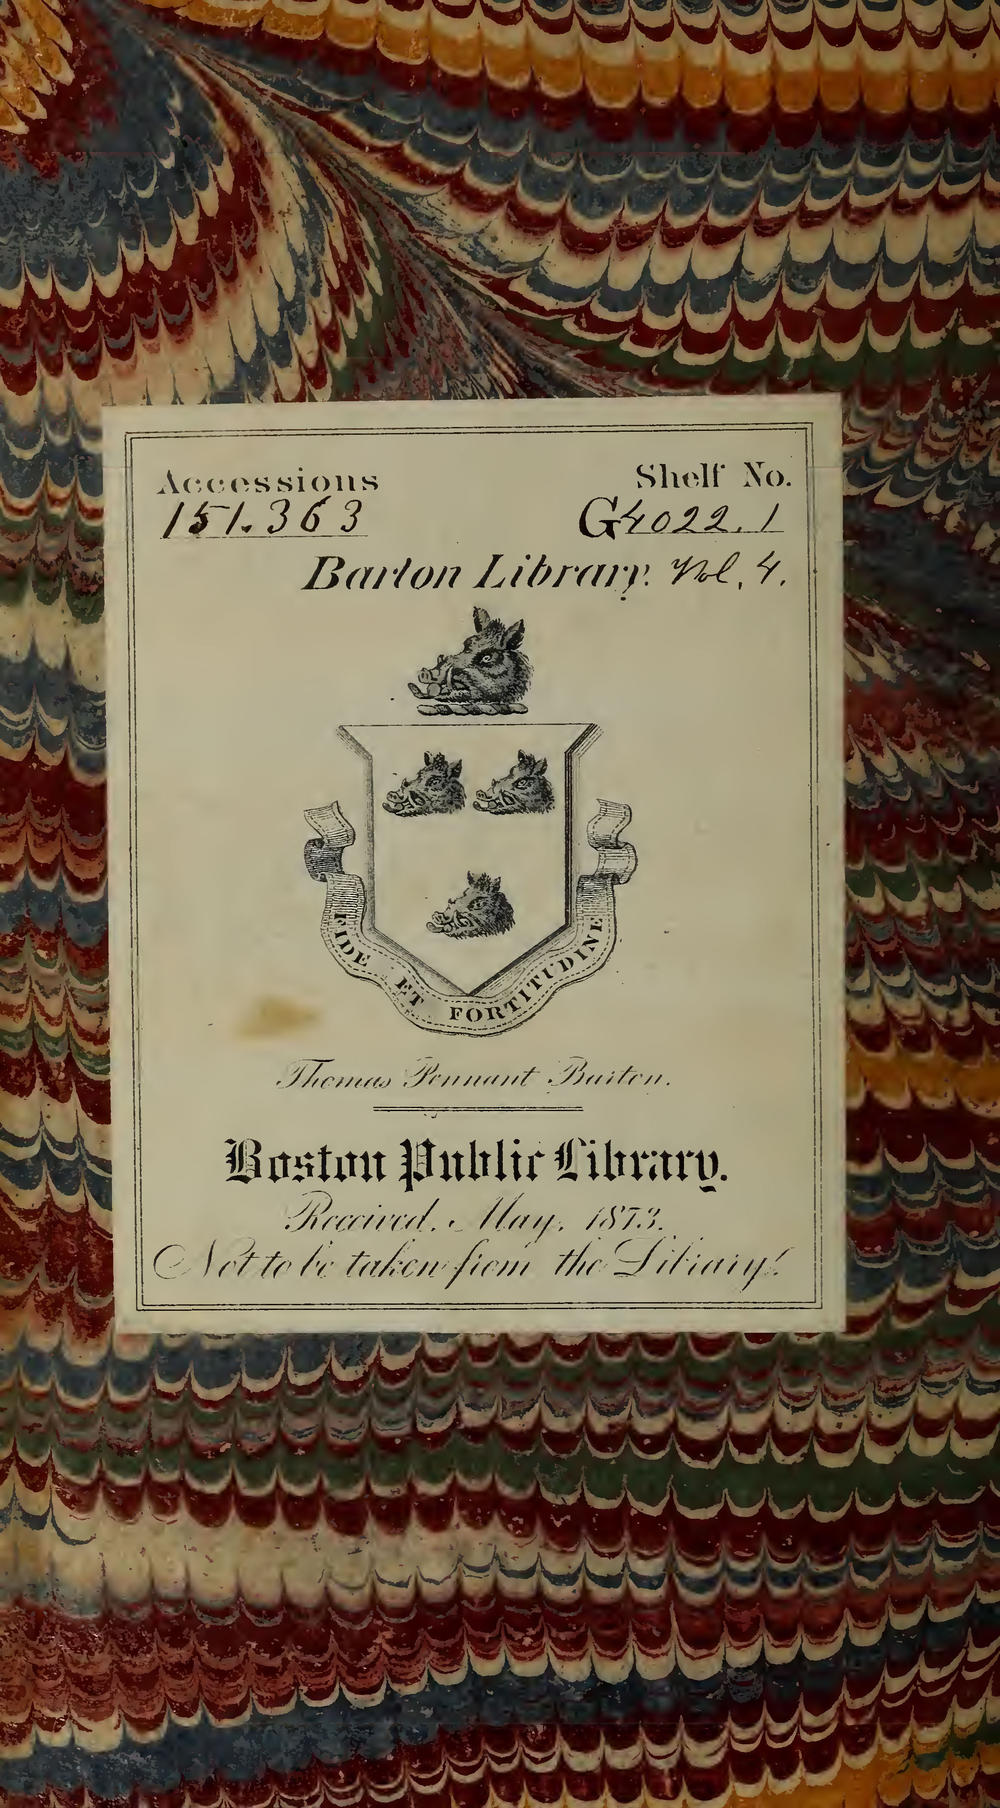 Accessions Shelf No.
151.363 G4022.1
Barton Library. Vol. 4.
FIDE ET FORTITUDINE
Thomas Pennant Barton.
Boston Public Library.
Received, May, 1873.
Not to be taken from the Library!